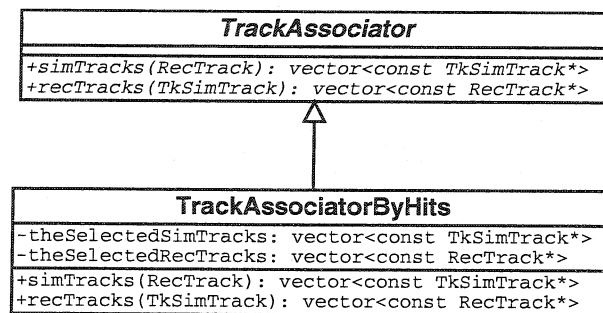 TrackAssociator
+simTracks(RecTrack): vector<const TkSimTrack*>
+recTracks(TkSimTrack): vector<const RecTrack*>
TrackAssociatorByHits
-theSelectedSimTracks: vector<const TkSimTrack*>
-theSelectedRecTracks: vector<const RecTrack*>
+simTracks(RecTrack): vector<const TkSimTrack*>
+recTracks(TkSimTrack): vector<const RecTrack*>